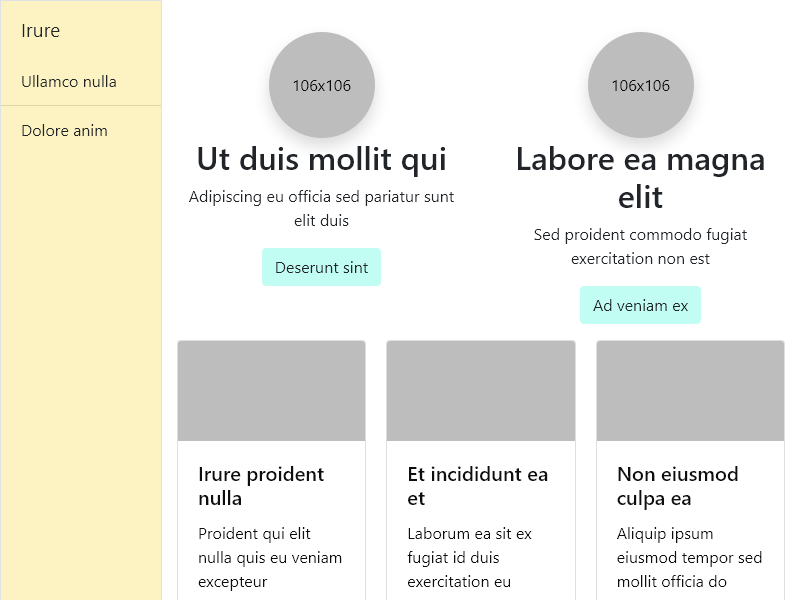 Irure
Ullamco nulla
Dolore anim
106x106
Ut duis mollit qui
Adipiscing eu officia sed pariatur sunt
elit duis
Deserunt sint
106x106
Labore ea magna
elit
Sed proident commodo fugiat
exercitation non est
Ad veniam ex
Irure proident
nulla
Proident qui elit
nulla quis eu veniam
excepteur
Et incididunt ea
et
Laborum ea sit ex
fugiat id duis
exercitation eu
Non eiusmod
culpa ea
Aliquip ipsum
eiusmod tempor sed
mollit officia do